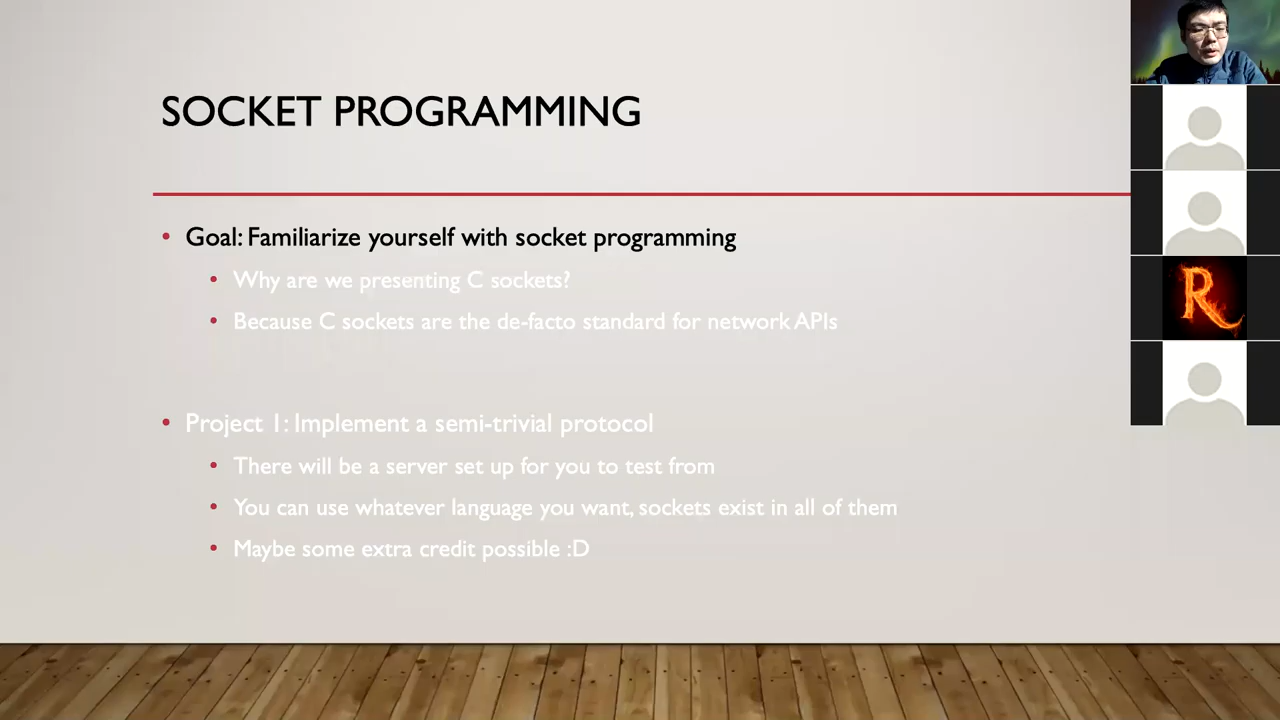 SOCKET PROGRAMMING
• Goal: Familiarize yourself with socket programming
• Why are we presenting C sockets?
• Because C sockets are the de-facto standard for network APIs
• Project 1: Implement a semi-trivial protocol
• There will be a server set up for you to test from
• You can use whatever language you want, sockets exist in all of them
• Maybe some extra credit possible :D
R